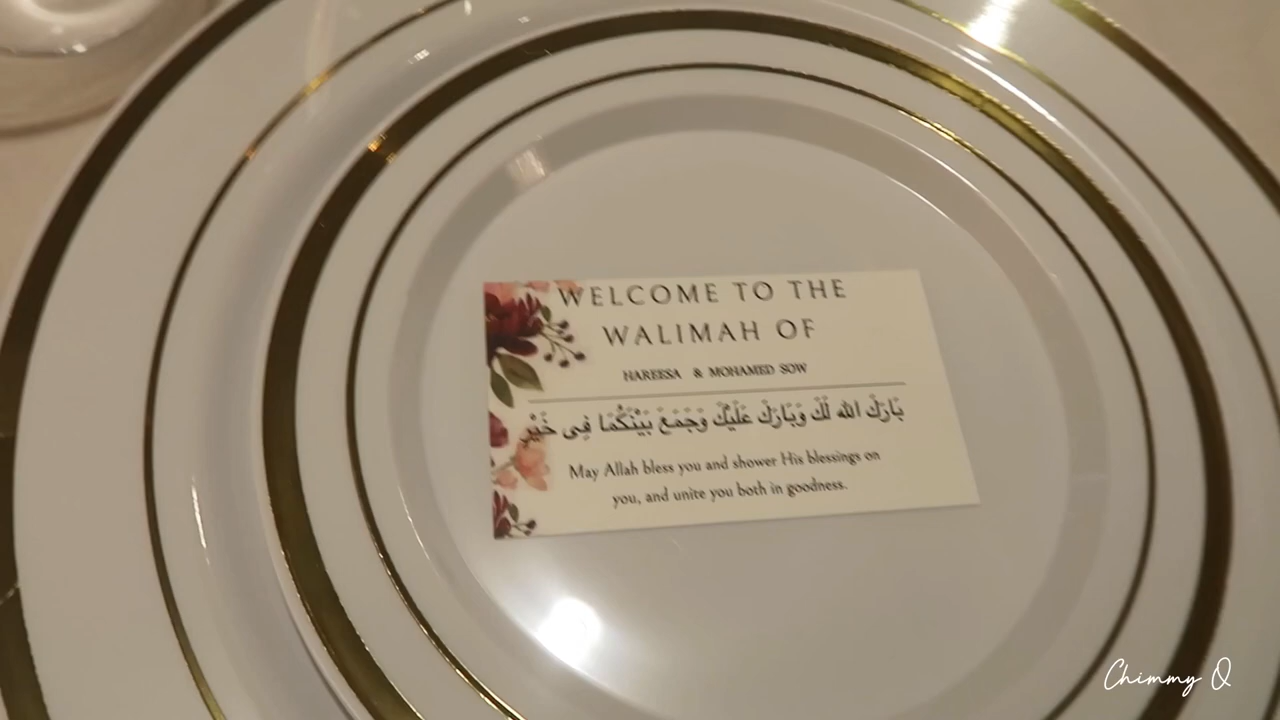 WELCOME TO THE
WALIMAH OF
HAREESA & MOHAMED SOW
بَارَكَ الله لَكَ وَبَارَكَ عَلَيْكَ وَجَمَعَ بَيْنَكُمَا فِى خَيْرٍ
May Allah bless you and shower His blessings on
you, and unite you both in goodness.
Chimmy Q